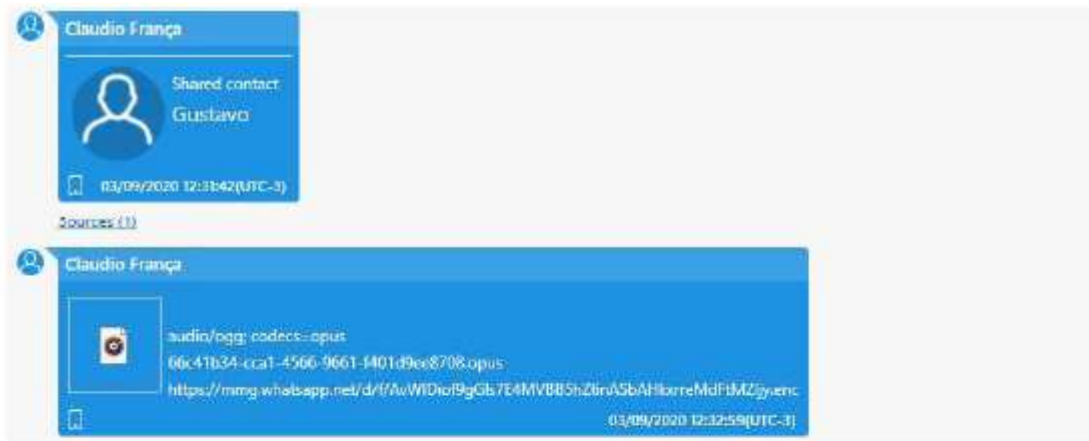 Claudio França
Shared contact
Gustavo
03/09/2020 12:31:42(UTC-3)
Sources (1)
Claudio França
audio/ogg; codecs=opus
66c41b34-cca1-4566-9661-f401d9ee8708.opus
03/09/2020 12:32:59(UTC-3)